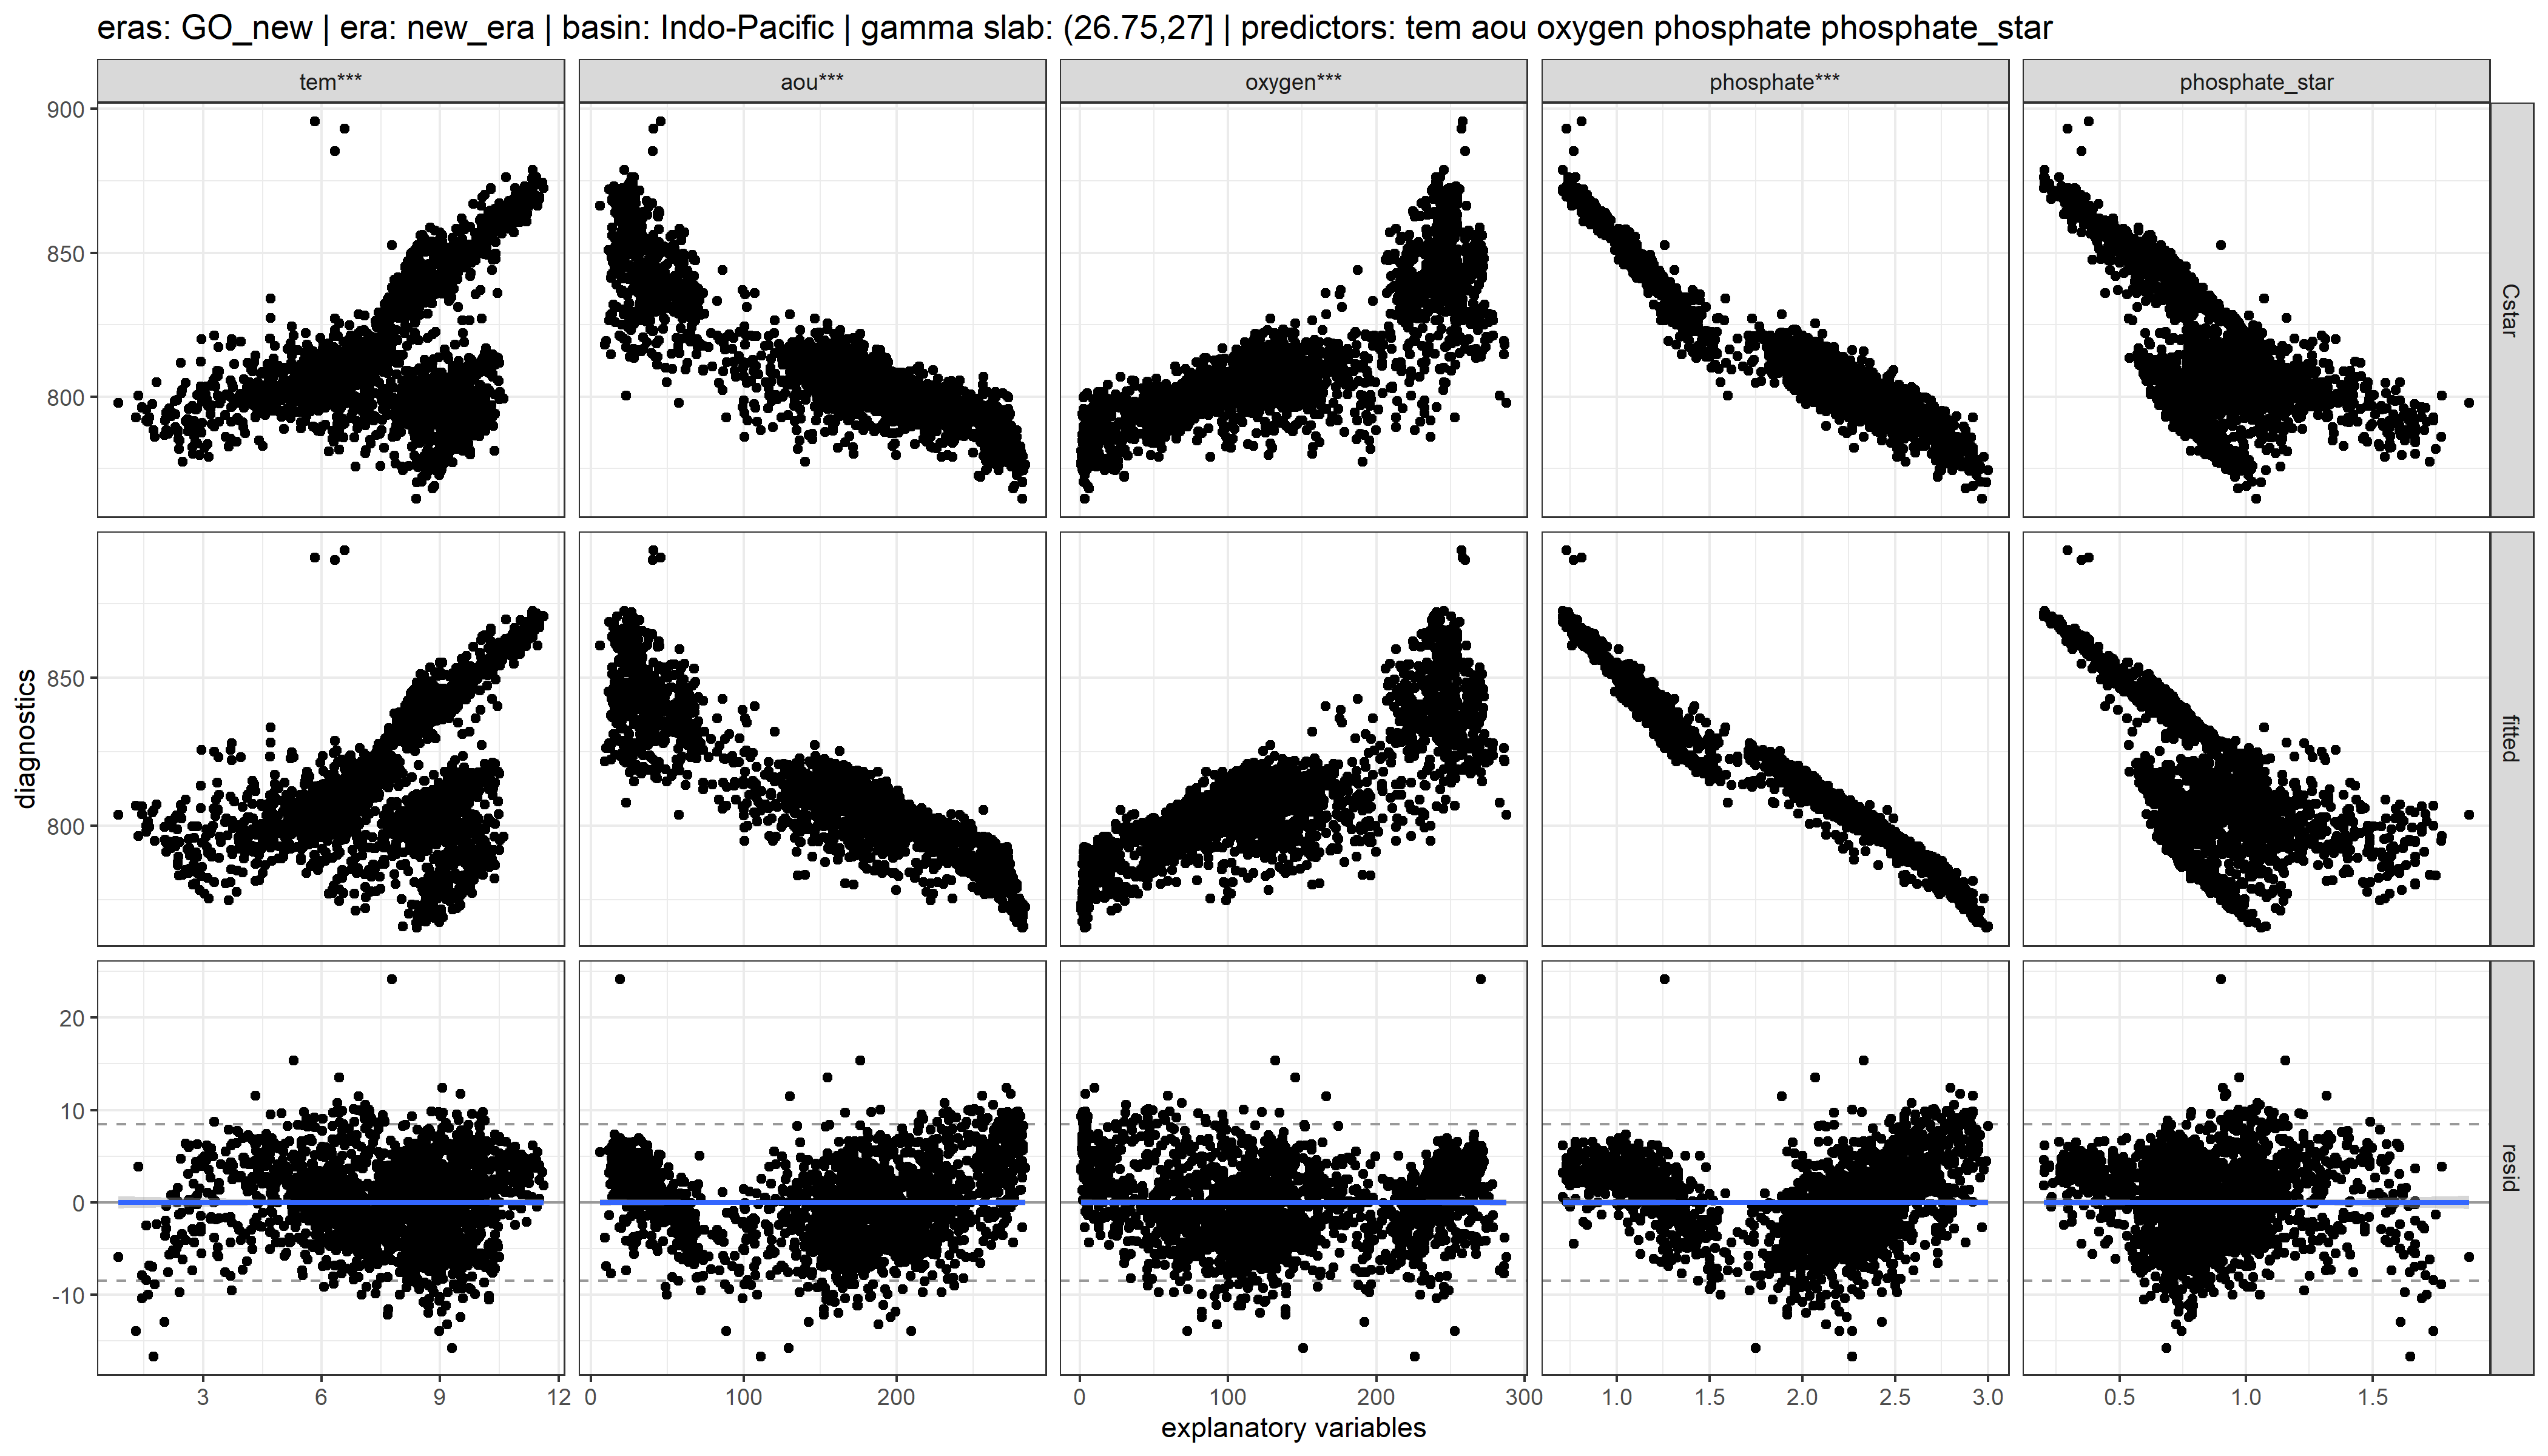 eras: GO_new | era: new_era | basin: Indo-Pacific | gamma slab: (26.75,27] | predictors: tem aou oxygen phosphate phosphate_star
tem*** aou*** oxygen*** phosphate*** phosphate_star
900
850
800
Cstar
850
800
fitted
diagnostics
20
10
0
-10
resid
3 6 9 12 0 100 200 0 100 200 300 1.0 1.5 2.0 2.5 3.0 0.5 1.0 1.5
explanatory variables